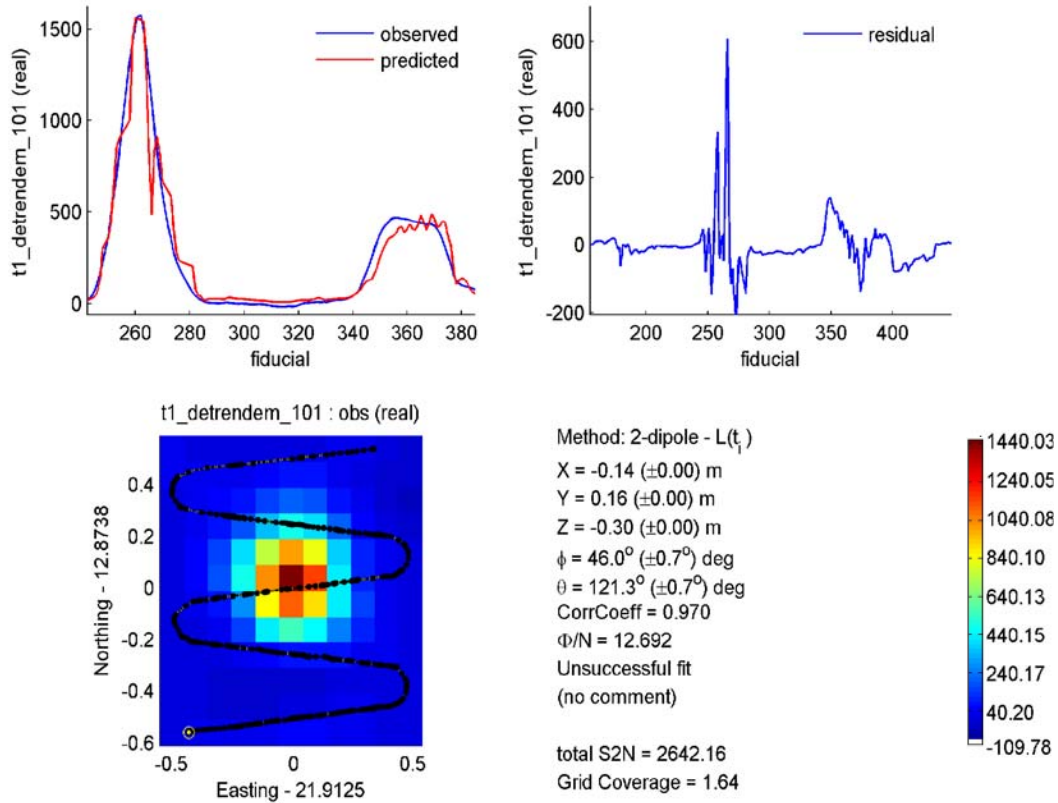 t1_detrendem_101 (real)
1500
1000
500
0
observed
predicted
260 280 300 320 340 360 380
fiducial
t1_detrendem_101 (real)
600
400
200
0
-200
residual
200 250 300 350 400
fiducial
t1_detrendem_101 : obs (real)
Northing - 12.8738
0.4
0.2
0
-0.2
-0.4
-0.6
-0.5 0 0.5
Easting - 21.9125
Method: 2-dipole - L(t_i)
X = -0.14 (±0.00) m
Y = 0.16 (±0.00) m
Z = -0.30 (±0.00) m
ϕ = 46.0° (±0.7°) deg
θ = 121.3° (±0.7°) deg
CorrCoeff = 0.970
Φ/N = 12.692
Unsuccessful fit
(no comment)
total S2N = 2642.16
Grid Coverage = 1.64
1440.03
1240.08
1040.08
840.10
640.13
440.15
240.17
40.20
-109.78